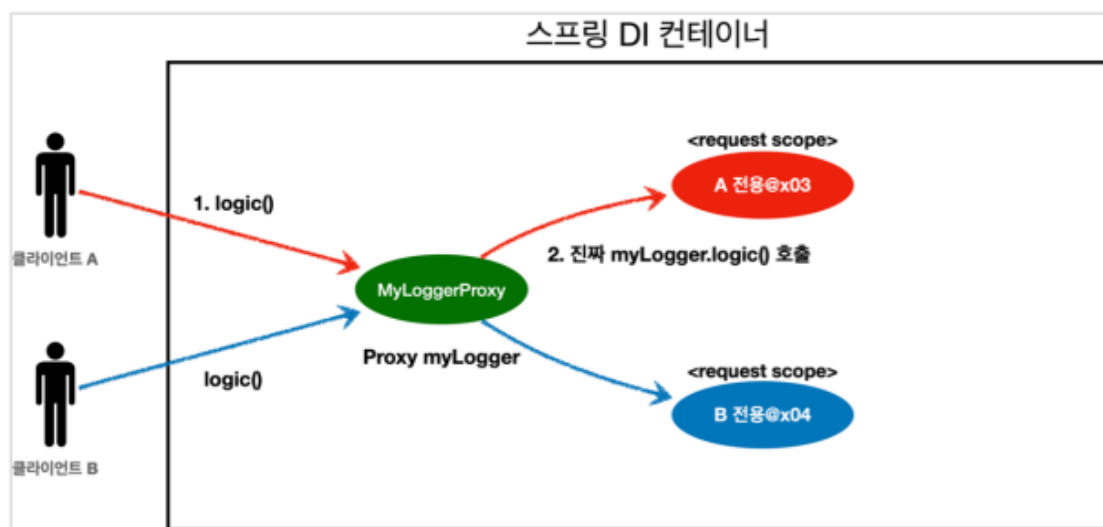 스프링 DI 컨테이너
<request scope>
A 전용@x03
1. logic()
클라이언트 A
2. 진짜 myLogger.logic() 호출
MyLoggerProxy
Proxy myLogger
logic()
<request scope>
B 전용@x04
클라이언트 B